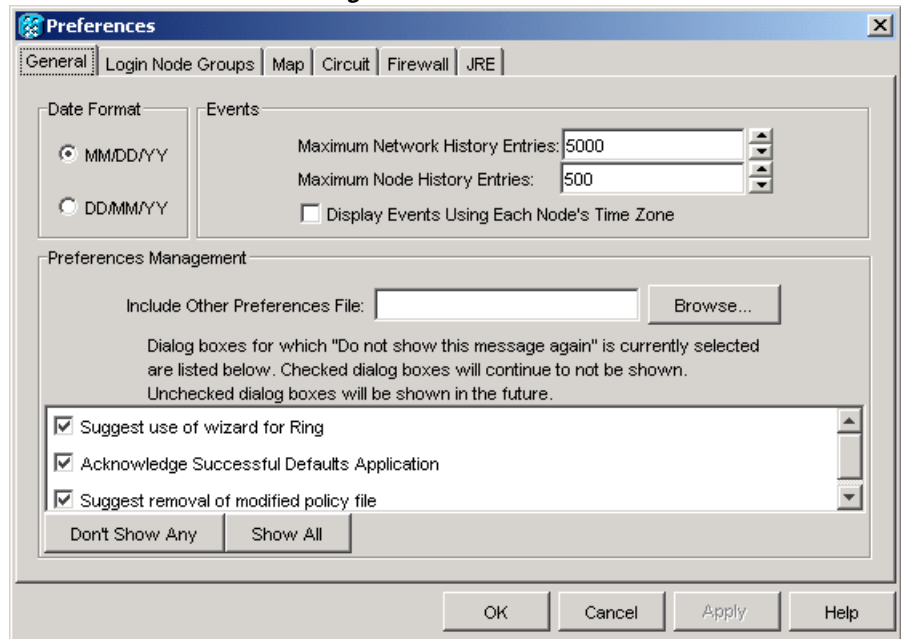 Preferences
General Login Node Groups Map Circuit Firewall JRE
Date Format
MM/DD/YY
DD/MM/YY
Events
Maximum Network History Entries: 5000
Maximum Node History Entries: 500
Display Events Using Each Node's Time Zone
Preferences Management
Include Other Preferences File: Browse...
Dialog boxes for which "Do not show this message again" is currently selected
are listed below. Checked dialog boxes will continue to not be shown.
Unchecked dialog boxes will be shown in the future.
Suggest use of wizard for Ring
Acknowledge Successful Defaults Application
Suggest removal of modified policy file
Don't Show Any Show All
OK Cancel Apply Help